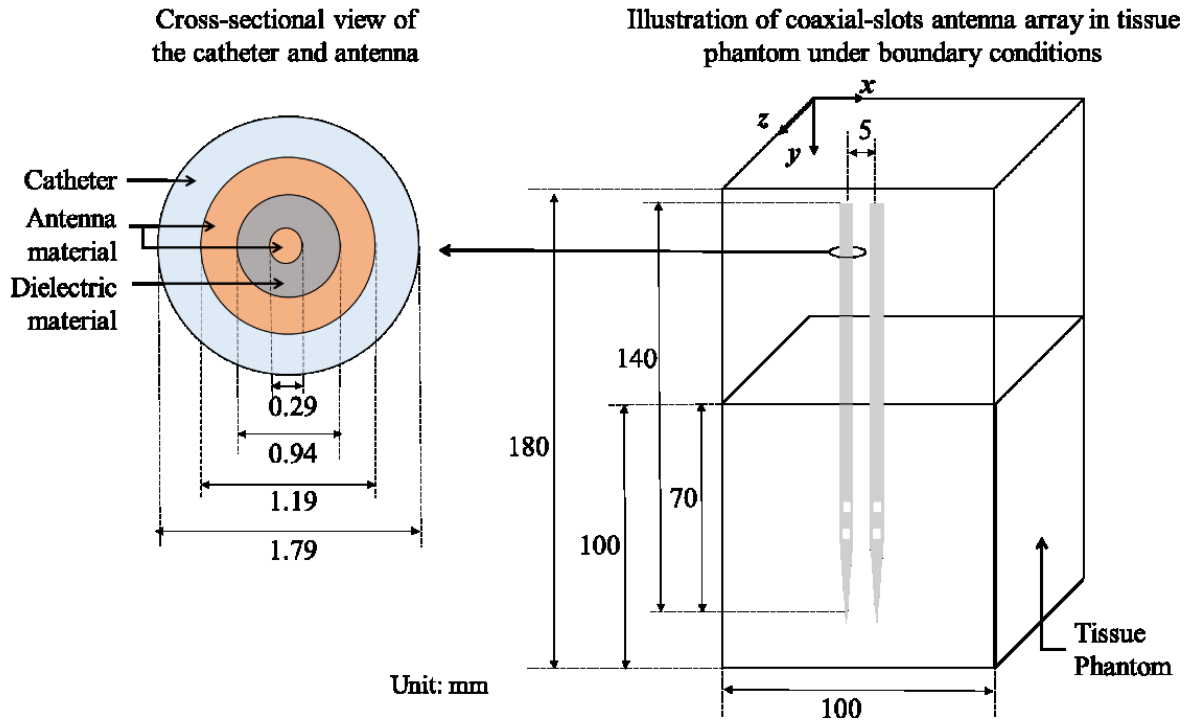 Cross-sectional view of
the catheter and antenna
Catheter
Antenna
material
Dielectric
material
0.29
0.94
1.19
1.79
Illustration of coaxial-slots antenna array in tissue
phantom under boundary conditions
x
z
y
5
140
180
70
100
Tissue
Phantom
Unit: mm
100